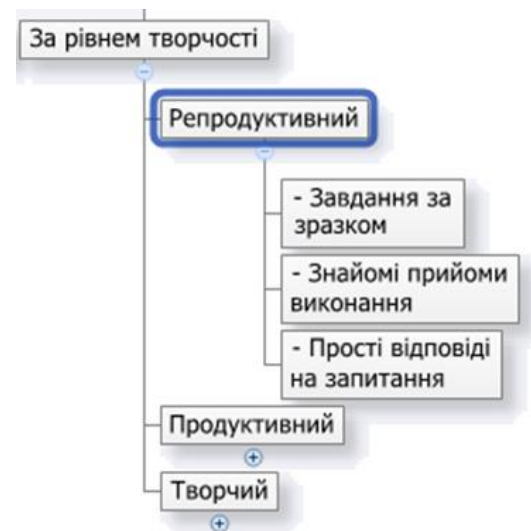 За рівнем творчості
Репродуктивний
- Завдання за
зразком
- Знайомі прийоми
виконання
- Прості відповіді
на запитання
Продуктивний
Творчий